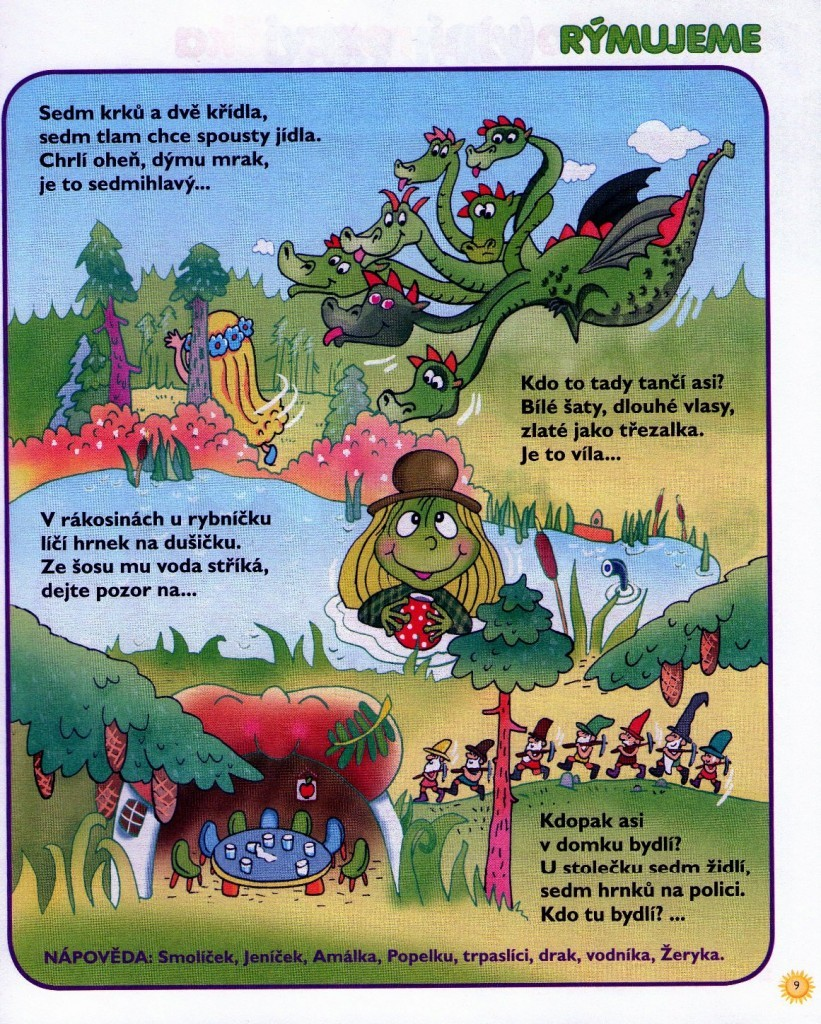 RÝMUJEME
Sedm krků a dvě křídla,
sedm tlam chce spousty jídla.
Chrlí oheň, dýmu mrak,
je to sedmihlavý...
Kdo to tady tančí asi?
Bílé šaty, dlouhé vlasy,
zlaté jako třezalka.
Je to víla...
V rákosinách u rybníčku
líčí hrnek na dušičku.
Ze šosu mu voda stříká,
dejte pozor na...
Kdopak asi
v domku bydlí?
U stolečku sedm židlí,
sedm hrnků na polici.
Kdo tu bydlí? ...
NÁPOVĚDA: Smolíček, Jeníček, Amálka, Popelku, trpaslíci, drak, vodníka, Žeryka.
9